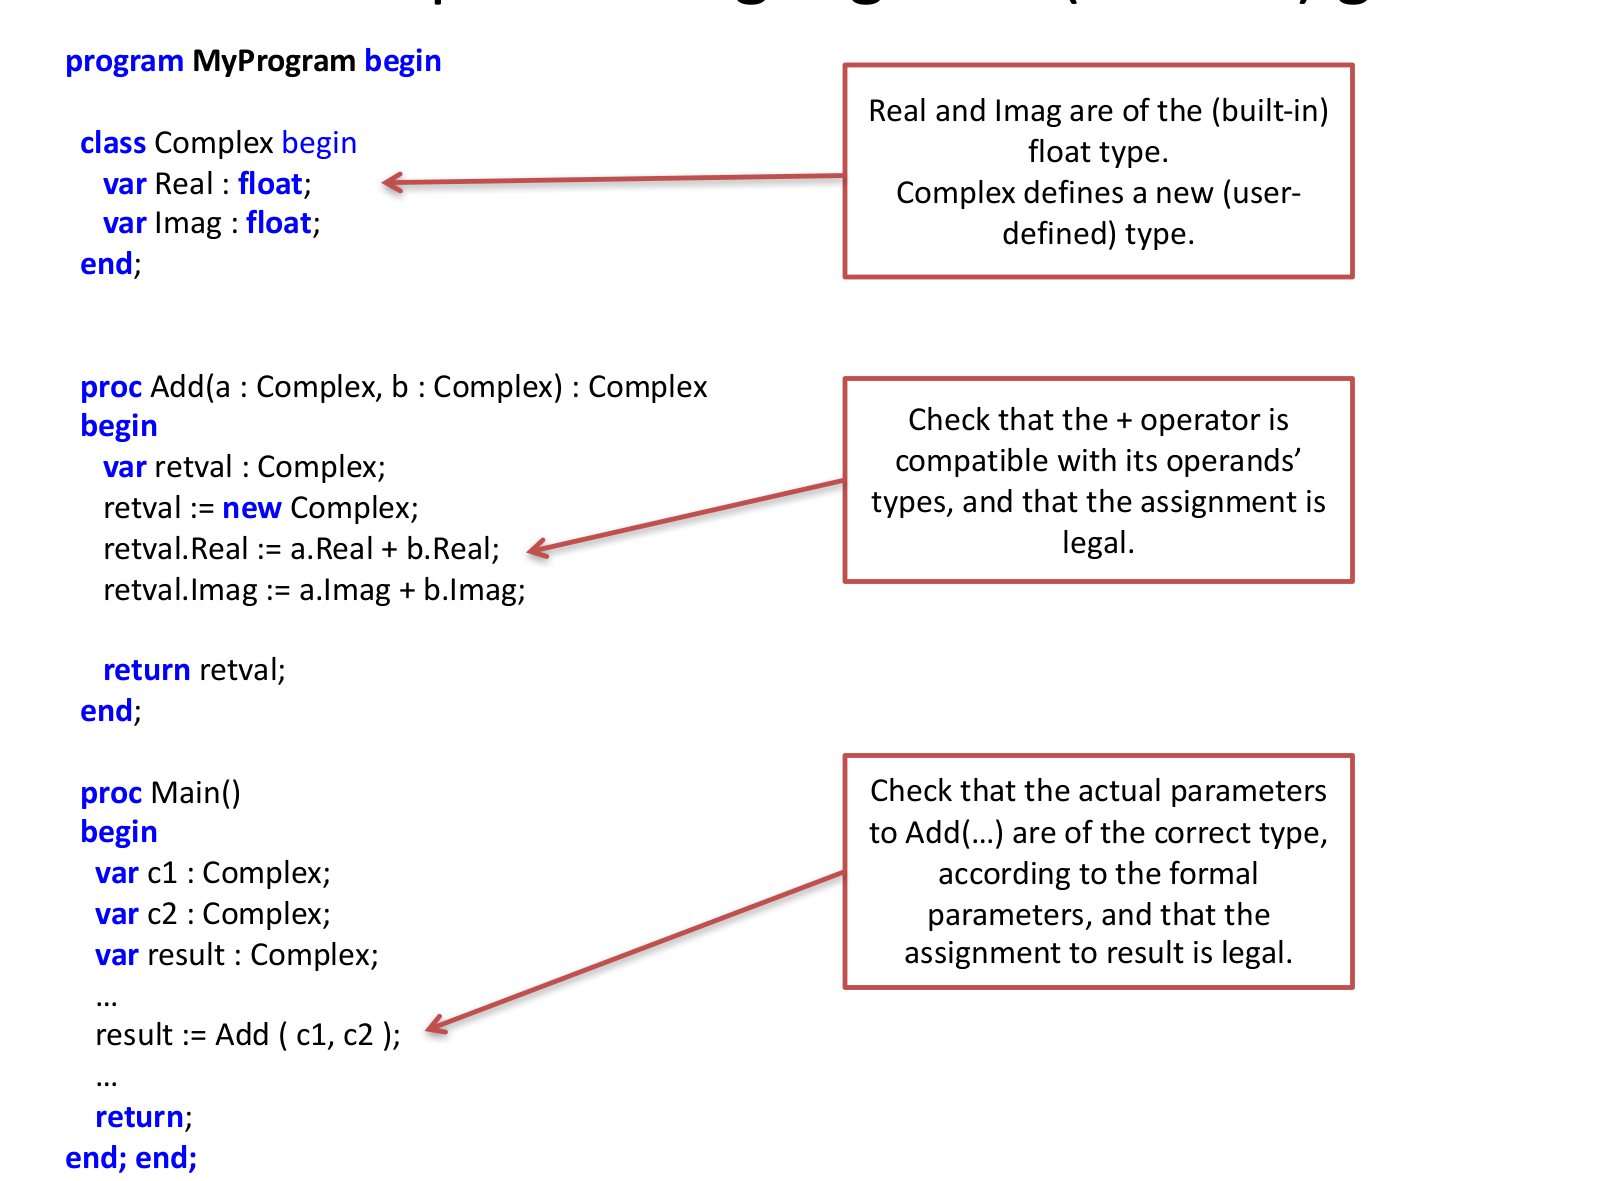 program MyProgram begin
class Complex begin
var Real : float;
var Imag : float;
end;
Real and Imag are of the (built-in)
float type.
Complex defines a new (user-
defined) type.
proc Add(a : Complex, b : Complex) : Complex
begin
var retval : Complex;
retval := new Complex;
retval.Real := a.Real + b.Real;
retval.Imag := a.Imag + b.Imag;
return retval;
end;
Check that the + operator is
compatible with its operands’
types, and that the assignment is
legal.
proc Main()
begin
var c1 : Complex;
var c2 : Complex;
var result : Complex;
…
result := Add ( c1, c2 );
…
return;
end; end;
Check that the actual parameters
to Add(…) are of the correct type,
according to the formal
parameters, and that the
assignment to result is legal.